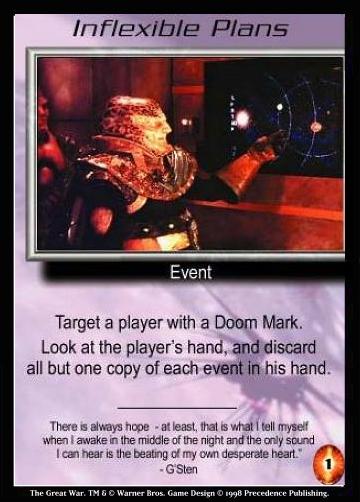 Inflexible Plans
Event
Target a player with a Doom Mark.
Look at the player's hand, and discard
all but one copy of each event in his hand.
There is always hope - at least, that is what I tell myself
when I awake in the middle of the night and the only sound
I can hear is the beating of my own desperate heart."
- G'Sten
1
The Great War. TM & © Warner Bros. Game Design © 1998 Precedence Publishing.